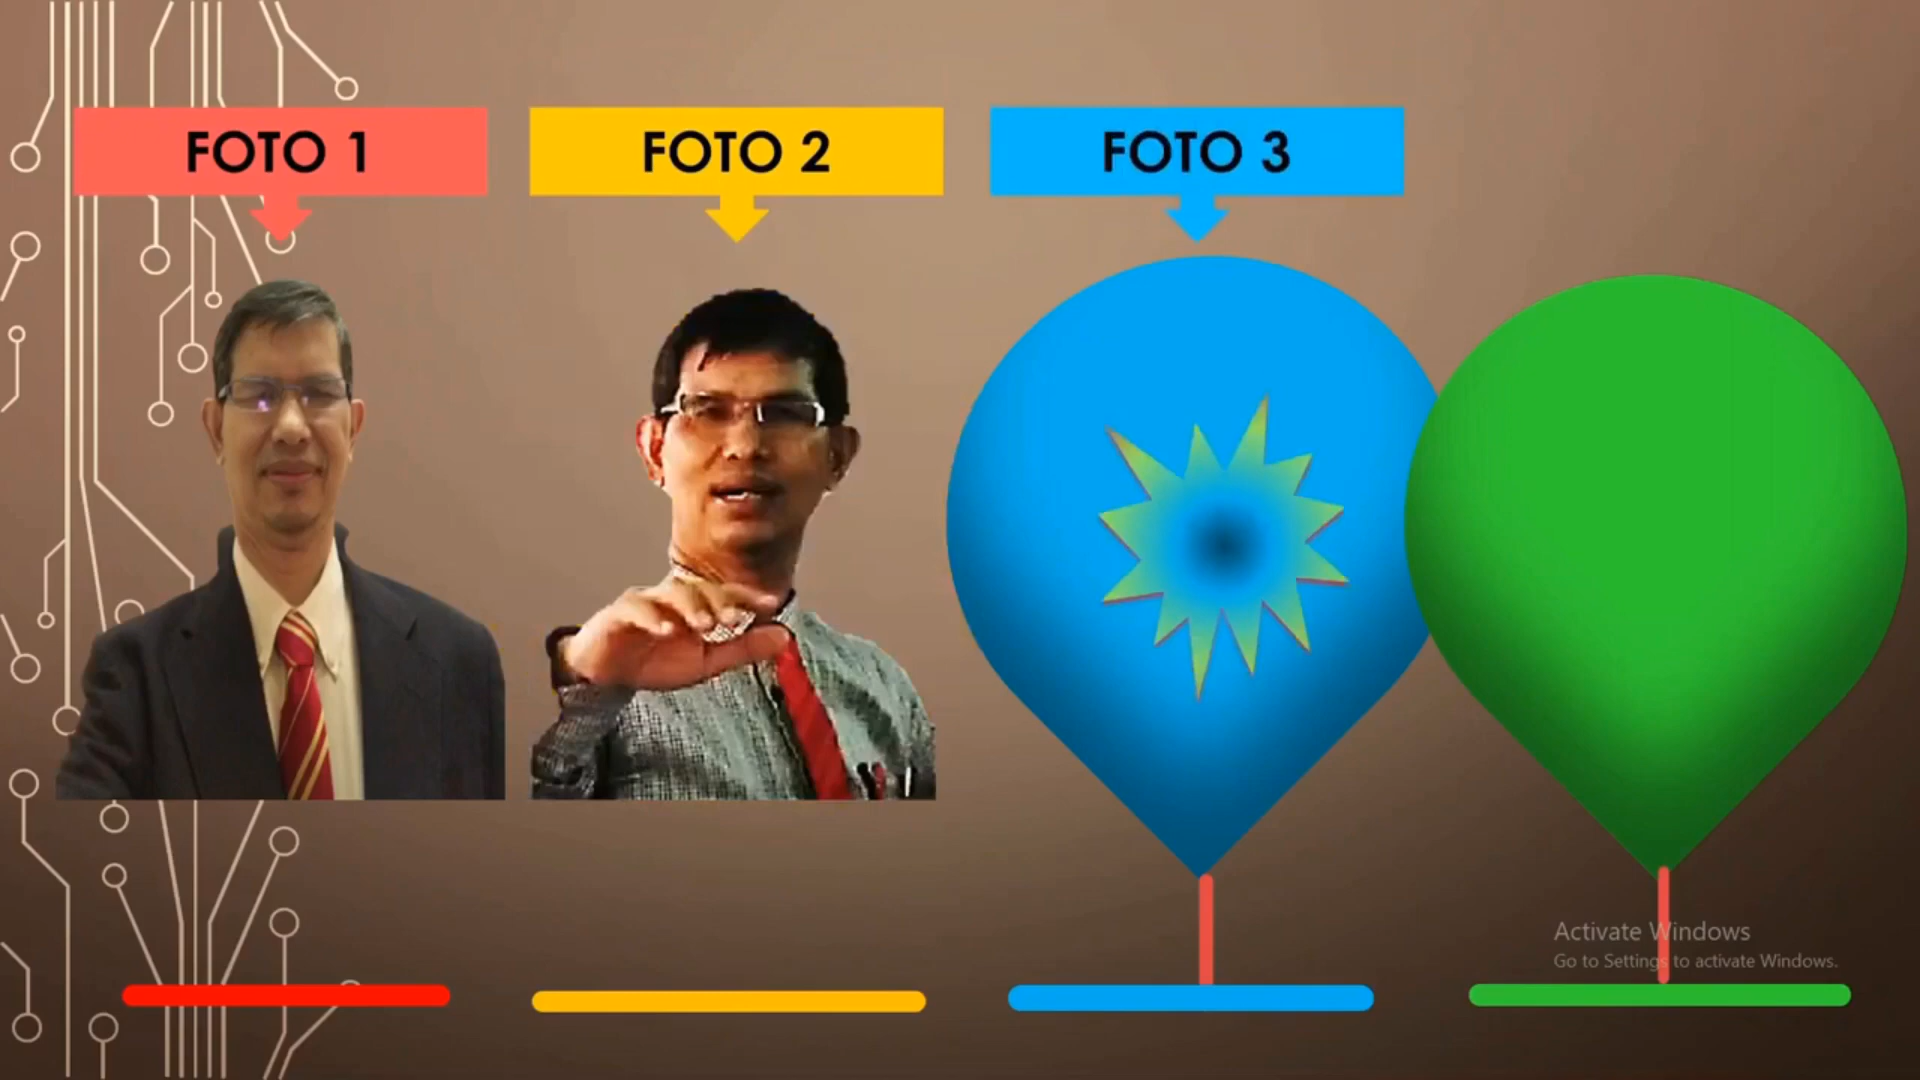 FOTO 1
FOTO 2
FOTO 3
Activate Windows
Go to Settings to activate Windows.